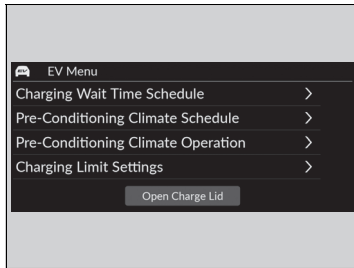 EV
EV Menu
Charging Wait Time Schedule
Pre-Conditioning Climate Schedule
Pre-Conditioning Climate Operation
Charging Limit Settings
Open Charge Lid